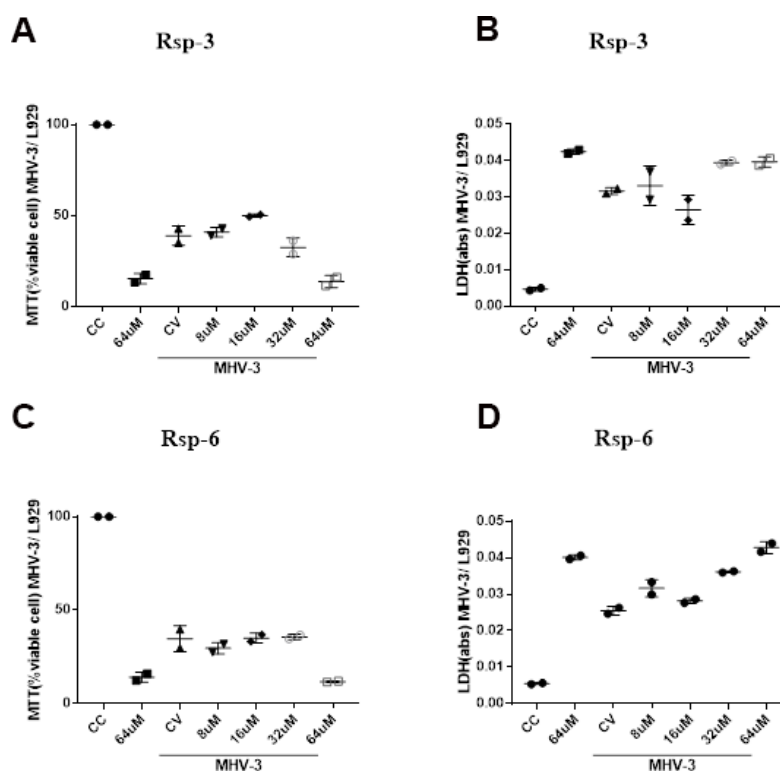 A
Rsp-3
MTT(%viable cell) MHV-3/ L929
100
50
0
CC
64uM
CV
8uM
16uM
32uM
64uM
MHV-3
B
Rsp-3
LDH(abs) MHV-3/ L929
0.05
0.04
0.03
0.02
0.01
0.00
CC
64uM
CV
8uM
16uM
32uM
64uM
MHV-3
C
Rsp-6
MTT(%viable cell) MHV-3/ L929
100
50
0
CC
64uM
CV
8uM
16uM
32uM
64uM
MHV-3
D
Rsp-6
LDH(abs) MHV-3/ L929
0.05
0.04
0.03
0.02
0.01
0.00
CC
64uM
CV
8uM
16uM
32uM
64uM
MHV-3